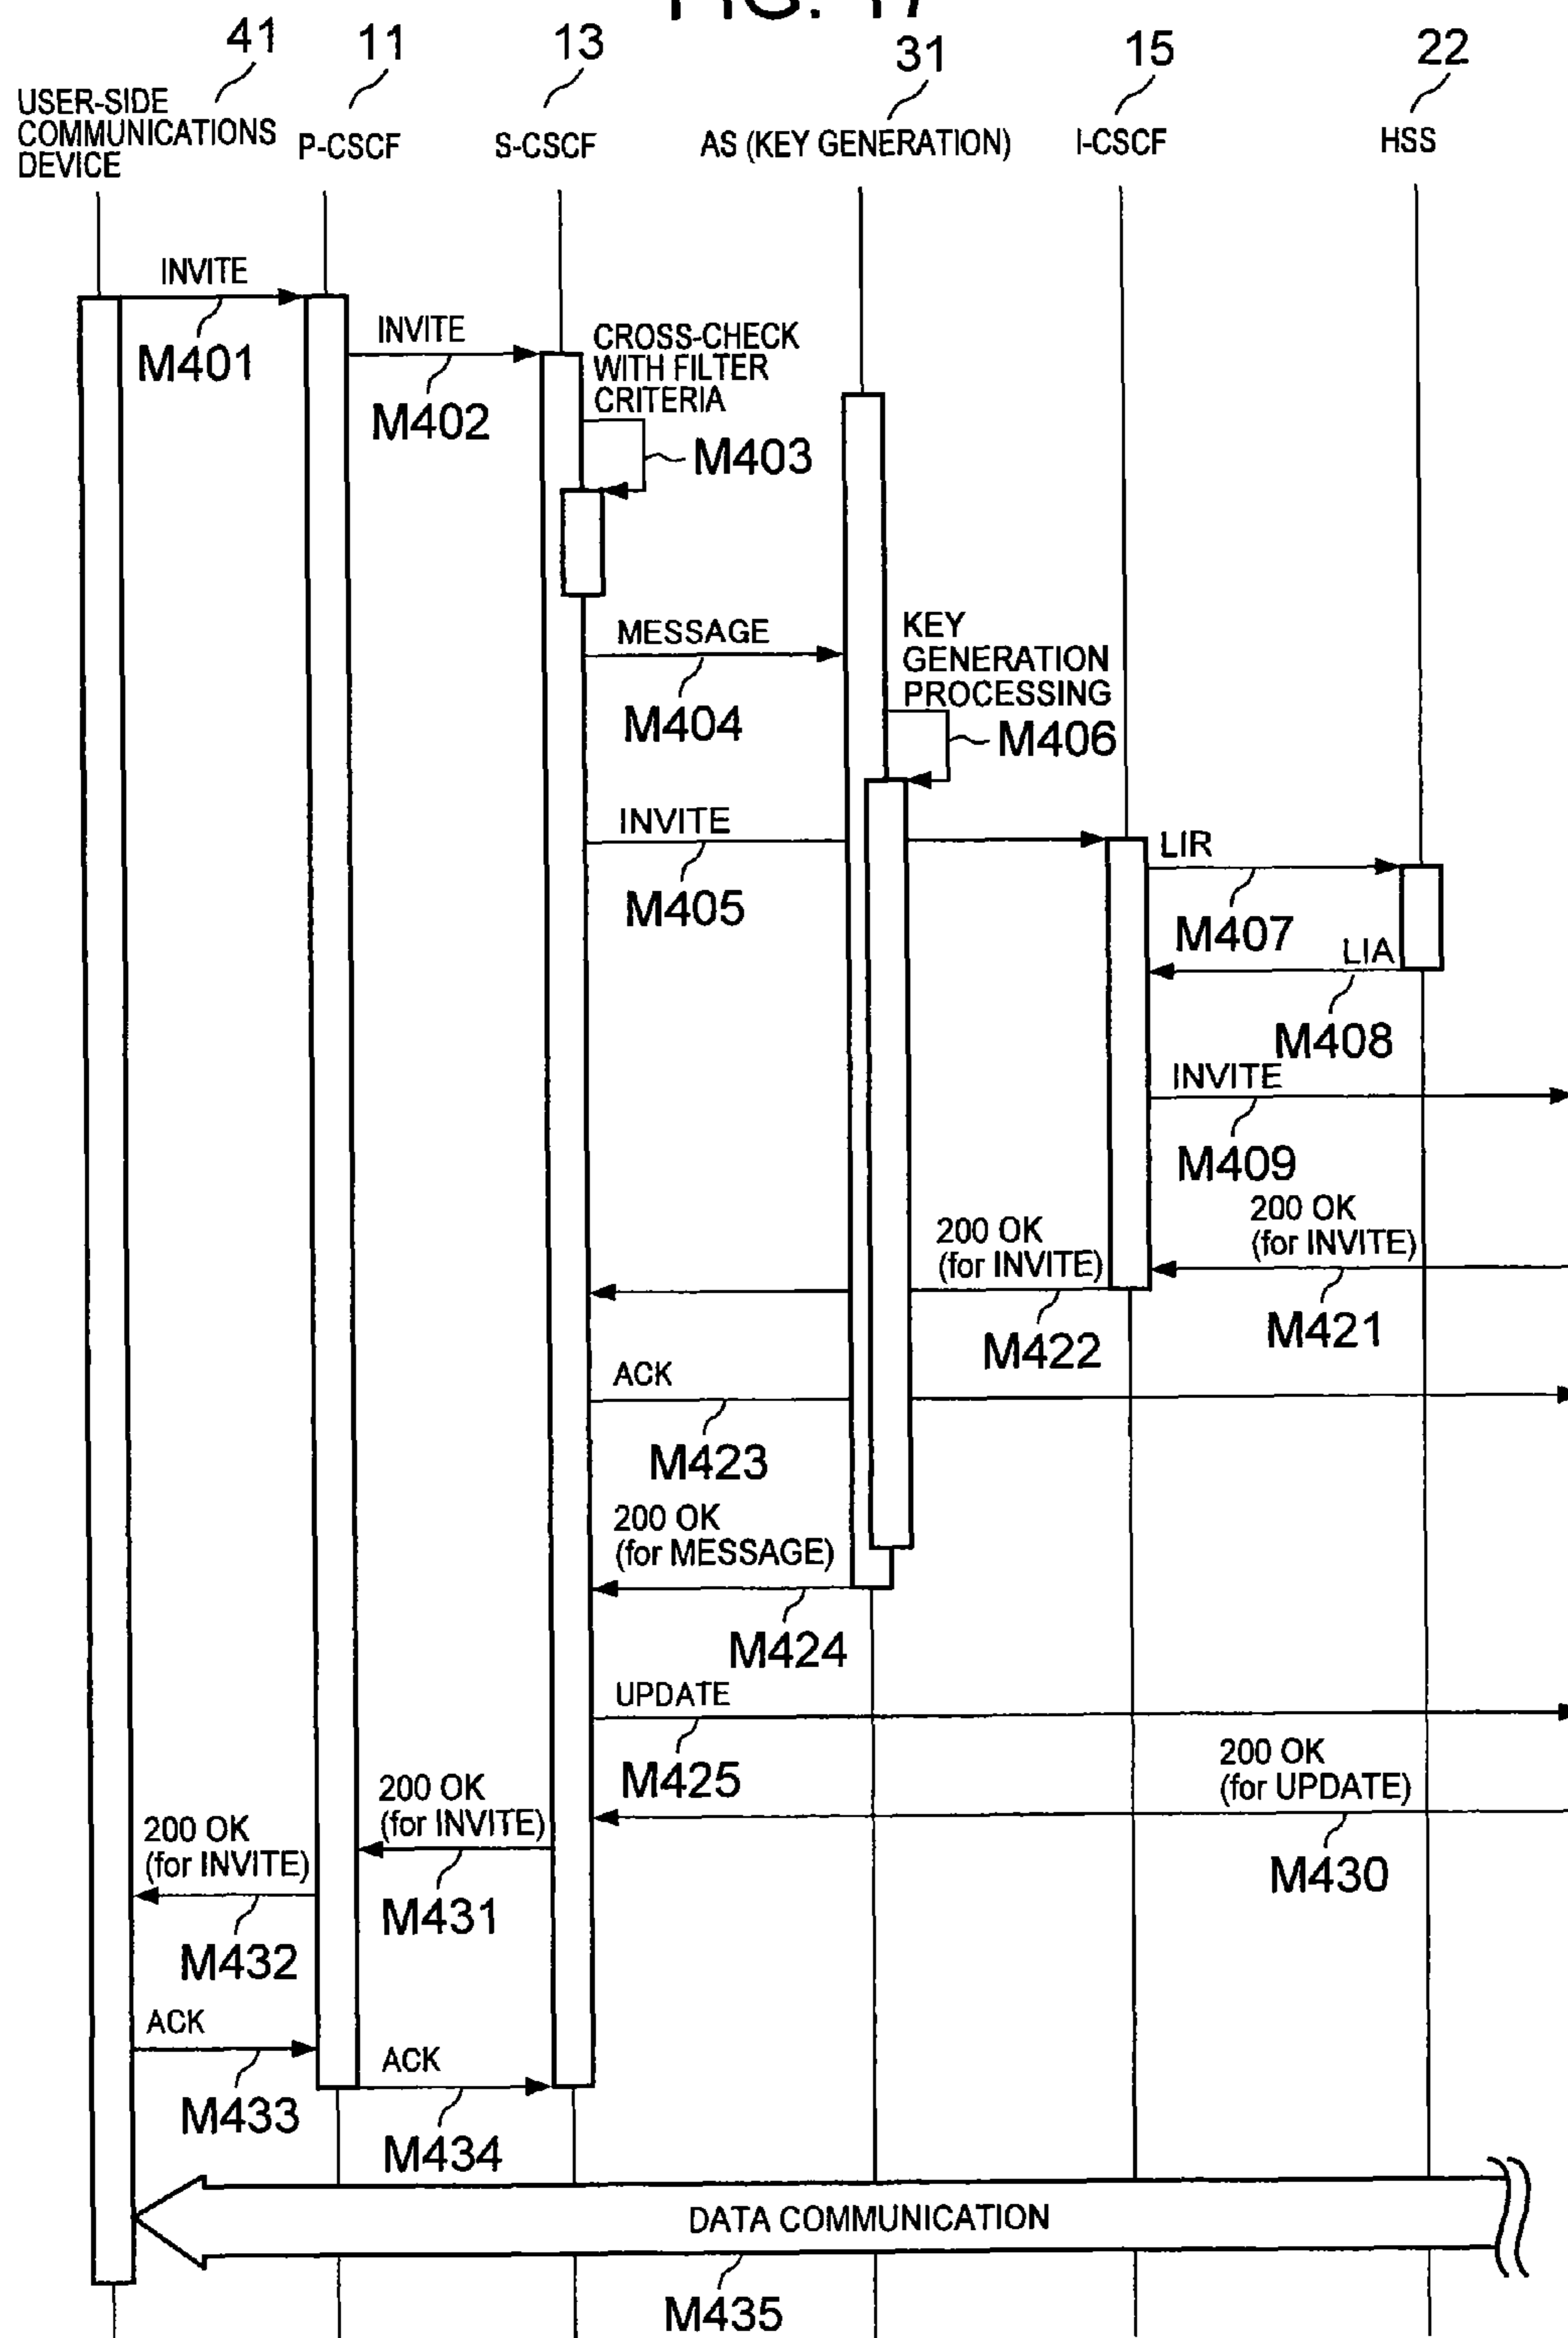 FIG. 17
41
11
13
31
15
22
USER-SIDE
COMMUNICATIONS
DEVICE
P-CSCF
S-CSCF
AS (KEY GENERATION)
I-CSCF
HSS
INVITE
M401
INVITE
M402
CROSS-CHECK
WITH FILTER
CRITERIA
M403
MESSAGE
M404
KEY
GENERATION
PROCESSING
M406
INVITE
M405
LIR
M407
LIA
M408
INVITE
M409
200 OK
(for INVITE)
M421
200 OK
(for INVITE)
M422
ACK
M423
200 OK
(for MESSAGE)
M424
UPDATE
M425
200 OK
(for UPDATE)
M430
200 OK
(for INVITE)
M431
200 OK
(for INVITE)
M432
ACK
M433
ACK
M434
DATA COMMUNICATION
M435